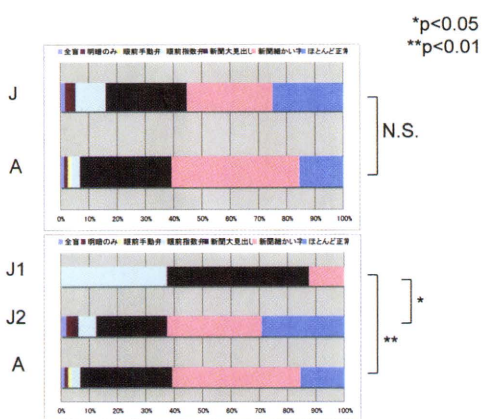 *p<0.05
**p<0.01
全盲 明暗のみ 眼前手動弁 眼前指数弁 新聞大見出し 新聞細かい字 ほとんど正常
J
A
N.S.
0% 10% 20% 30% 40% 50% 60% 70% 80% 90% 100%
全盲 明暗のみ 眼前手動弁 眼前指数弁 新聞大見出し 新聞細かい字 ほとんど正常
J1
J2
A
*
**
0% 10% 20% 30% 40% 50% 60% 70% 80% 90% 100%